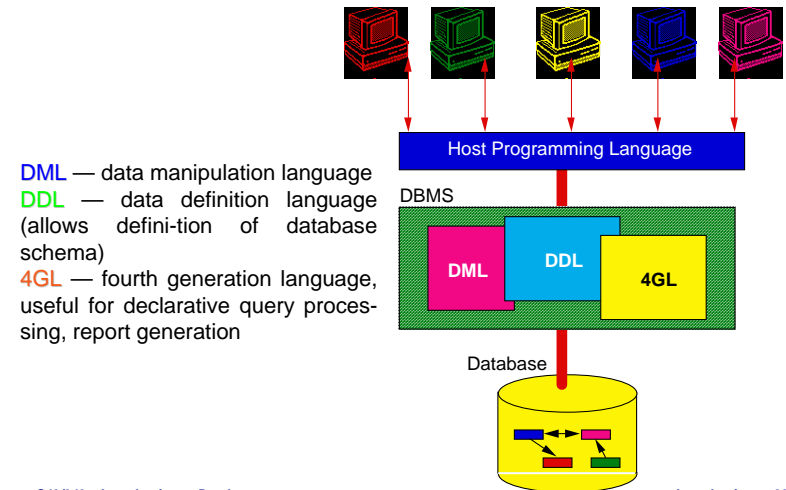 Host Programming Language
DML — data manipulation language
DDL — data definition language
(allows defini-tion of database
schema)
4GL — fourth generation language,
useful for declarative query proces-
sing, report generation
DBMS
DML
DDL
4GL
Database